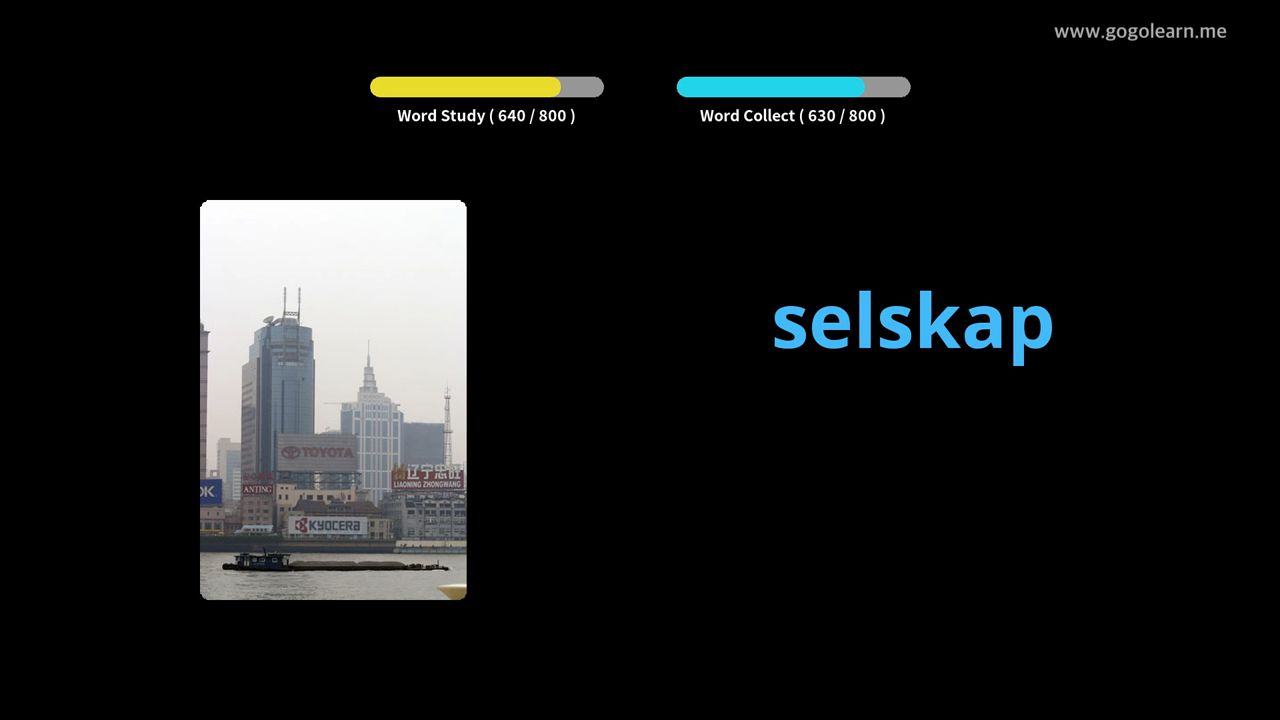 www.gogolearn.me
Word Study ( 640 / 800 )
Word Collect ( 630 / 800 )
selskap
TOYOTA
辽宁忠旺
LIAONING ZHONGWANG
OK
ANTING
KYOCERA